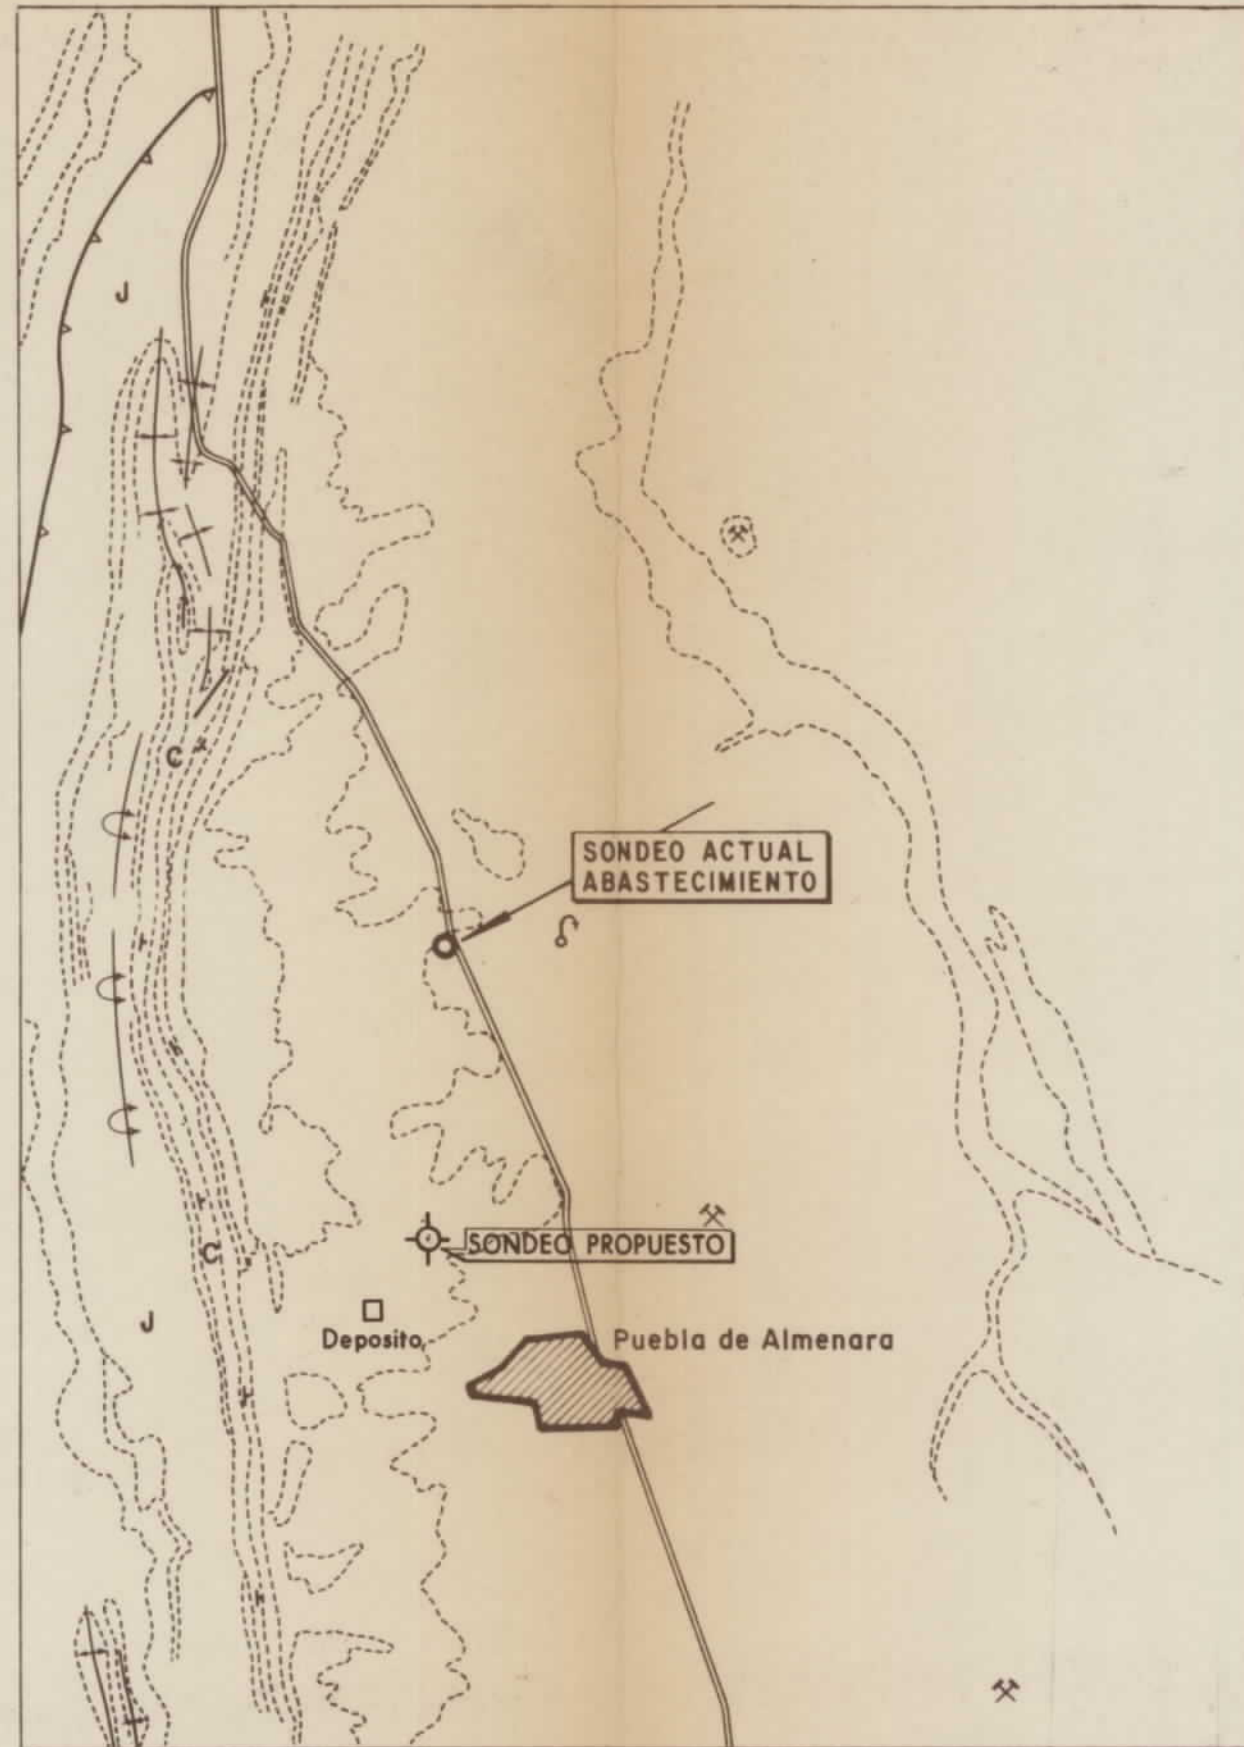 J
C
SONDEO ACTUAL
ABASTECIMIENTO
SONDEO PROPUESTO
C
J
Deposito
Puebla de Almenara